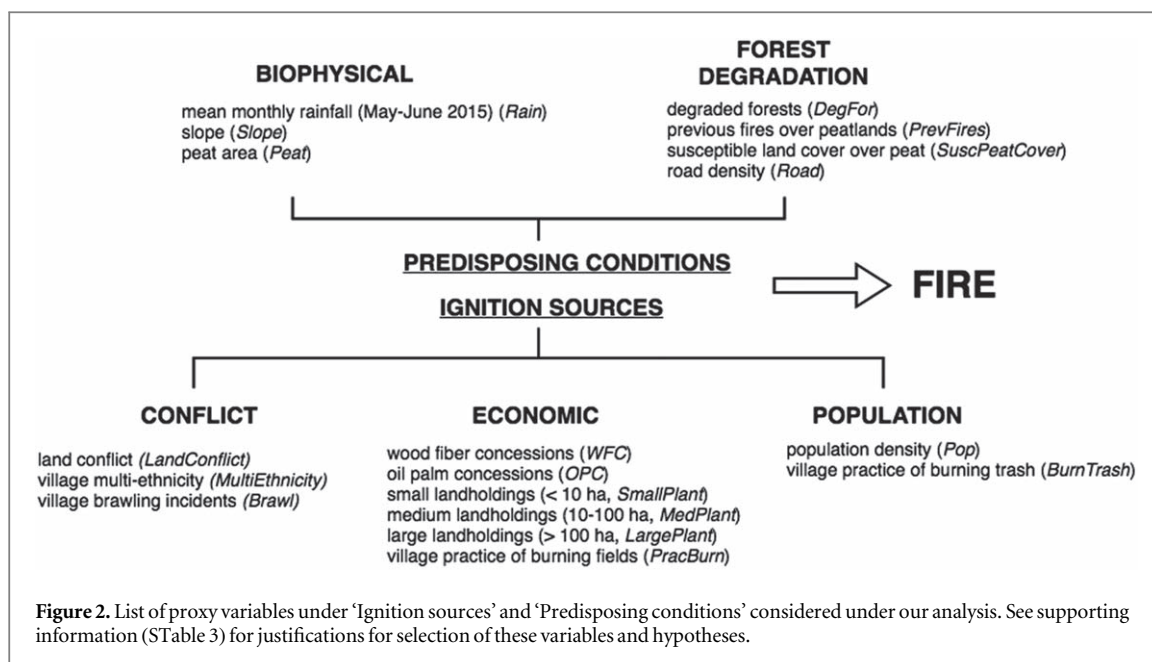 BIOPHYSICAL
mean monthly rainfall (May-June 2015) (Rain)
slope (Slope)
peat area (Peat)
FOREST
DEGRADATION
degraded forests (DegFor)
previous fires over peatlands (PrevFires)
susceptible land cover over peat (SuscPeatCover)
road density (Road)
PREDISPOSING CONDITIONS
IGNITION SOURCES
FIRE
CONFLICT
land conflict (LandConflict)
village multi-ethnicity (MultiEthnicity)
village brawling incidents (Brawl)
ECONOMIC
wood fiber concessions (WFC)
oil palm concessions (OPC)
small landholdings (< 10 ha, SmallPlant)
medium landholdings (10-100 ha, MedPlant)
large landholdings (> 100 ha, LargePlant)
village practice of burning fields (PracBurn)
POPULATION
population density (Pop)
village practice of burning trash (BurnTrash)
Figure 2. List of proxy variables under ‘Ignition sources’ and ‘Predisposing conditions’ considered under our analysis. See supporting
information (STable 3) for justifications for selection of these variables and hypotheses.